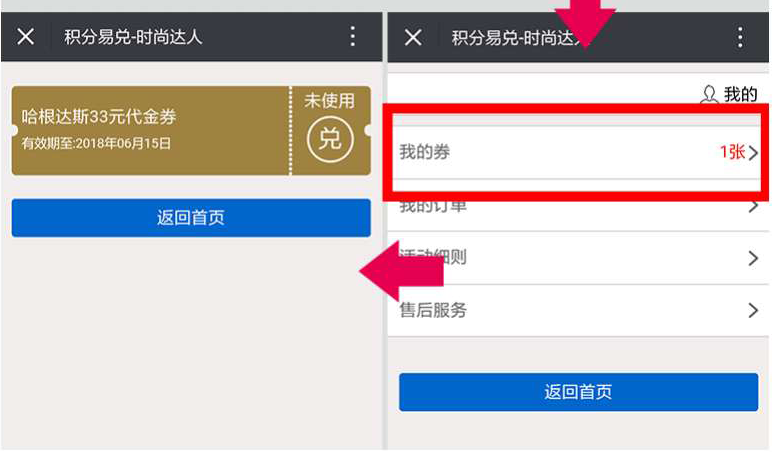 积分易兑-时尚达人
哈根达斯33元代金券
有效期至:2018年06月15日
未使用
兑
返回首页
积分易兑-时尚达人
我的
我的券
1张
我的订单
活动细则
售后服务
返回首页